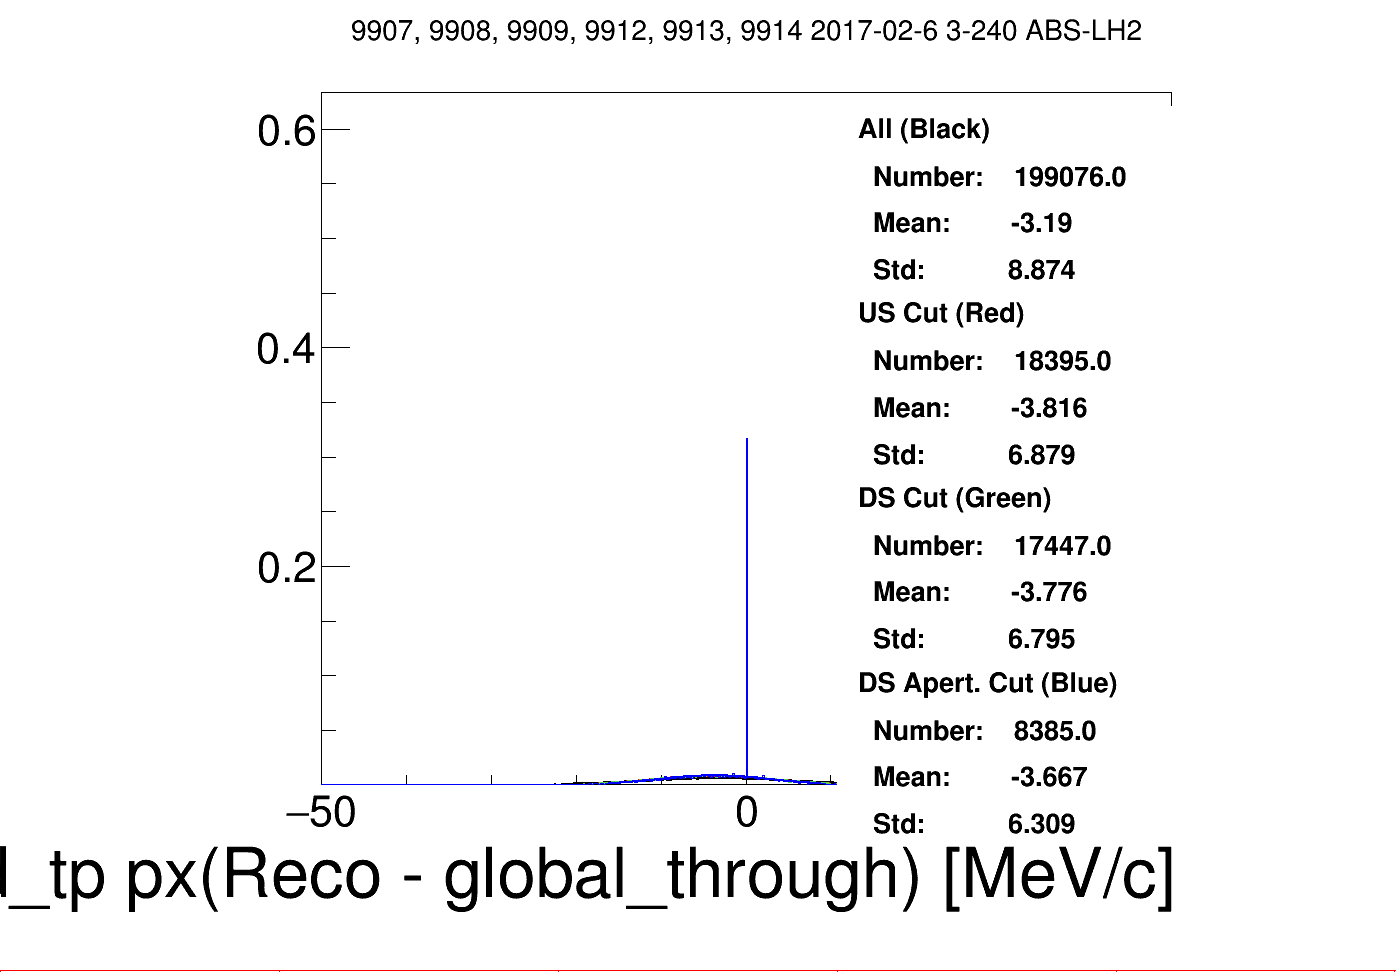 9907, 9908, 9909, 9912, 9913, 9914 2017-02-6 3-240 ABS-LH2
0.6
0.4
0.2
−50
0
All (Black)
Number: 199076.0
Mean: -3.19
Std: 8.874
US Cut (Red)
Number: 18395.0
Mean: -3.816
Std: 6.879
DS Cut (Green)
Number: 17447.0
Mean: -3.776
Std: 6.795
DS Apert. Cut (Blue)
Number: 8385.0
Mean: -3.667
Std: 6.309
_tp px(Reco - global_through) [MeV/c]